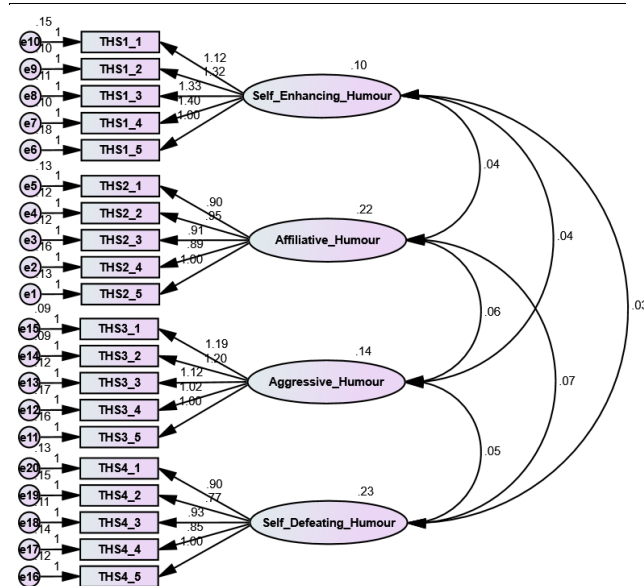 .15
e10 1 THS1_1
.10
e9 1 THS1_2
.11
e8 1 THS1_3
.10
e7 1 THS1_4
.18
e6 1 THS1_5
1.12
1.32
1.33
1.40
1.00
.10
Self_Enhancing_Humour
.13
e5 1 THS2_1
.12
e4 1 THS2_2
.12
e3 1 THS2_3
.16
e2 1 THS2_4
.13
e1 1 THS2_5
.90
.95
.91
.89
1.00
.22
Affiliative_Humour
.09
e15 1 THS3_1
.09
e14 1 THS3_2
.12
e13 1 THS3_3
.17
e12 1 THS3_4
.16
e11 1 THS3_5
1.19
1.20
1.12
1.02
1.00
.14
Aggressive_Humour
.13
e20 1 THS4_1
.15
e19 1 THS4_2
.11
e18 1 THS4_3
.14
e17 1 THS4_4
.12
e16 1 THS4_5
.90
.77
.93
.85
1.00
.23
Self_Defeating_Humour
.04
.04
.03
.06
.07
.05